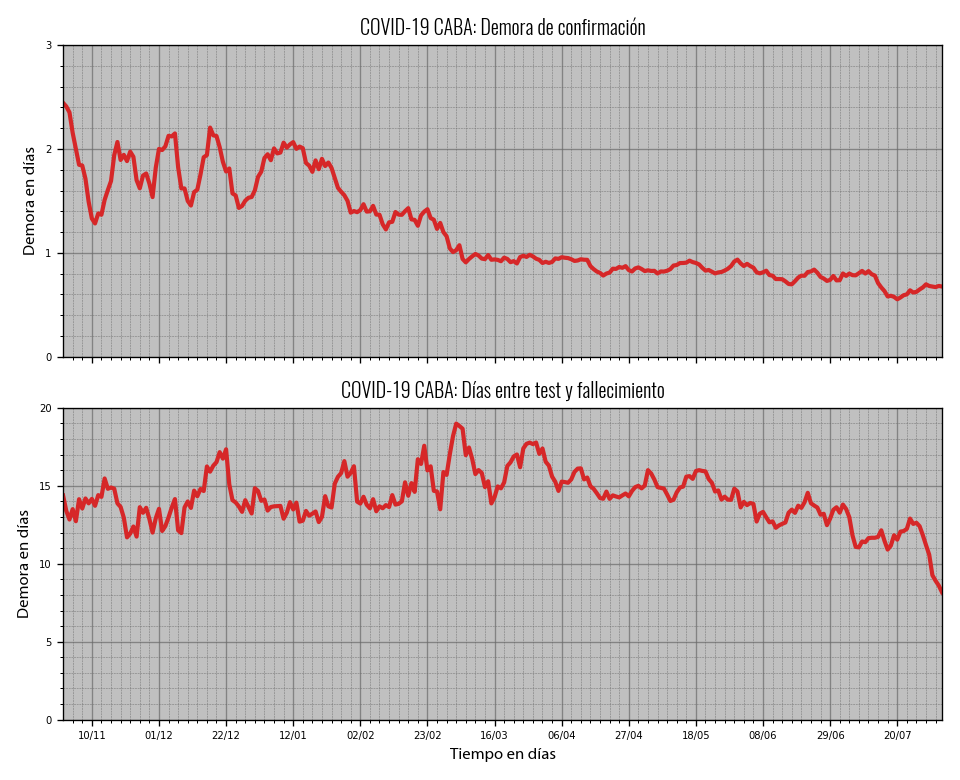 COVID-19 CABA: Demora de confirmación
3
2
1
0
Demora en días
COVID-19 CABA: Días entre test y fallecimiento
20
15
10
5
0
Demora en días
10/11 01/12 22/12 12/01 02/02 23/02 16/03 06/04 27/04 18/05 08/06 29/06 20/07
Tiempo en días